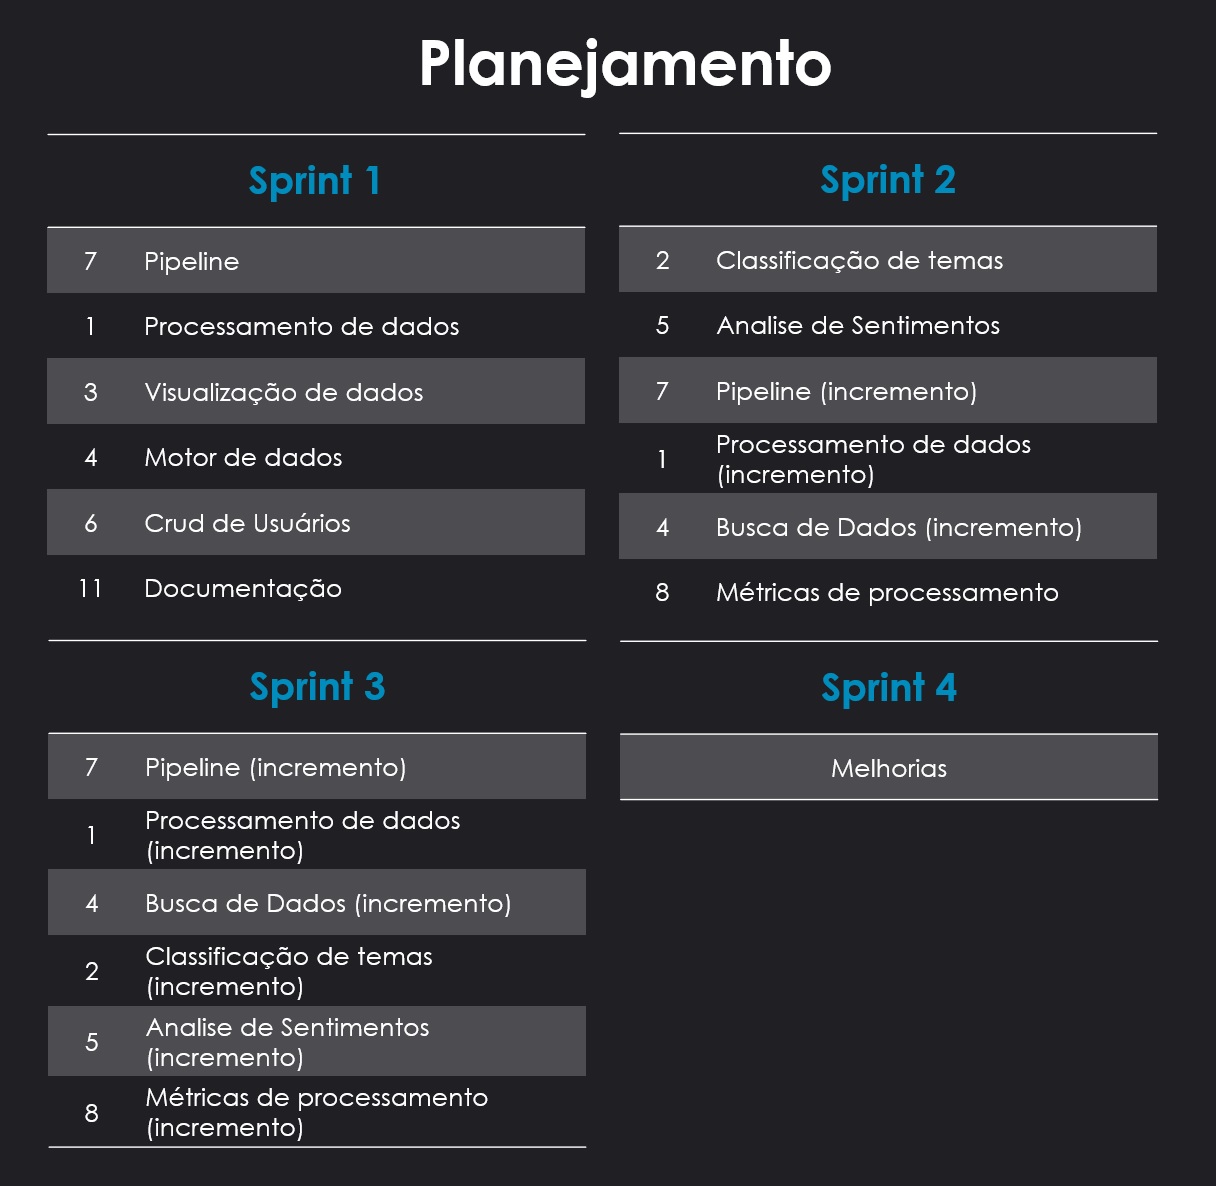 Planejamento
Sprint 1
7 Pipeline
1 Processamento de dados
3 Visualização de dados
4 Motor de dados
6 Crud de Usuários
11 Documentação
Sprint 2
2 Classificação de temas
5 Analise de Sentimentos
7 Pipeline (incremento)
1 Processamento de dados
(incremento)
4 Busca de Dados (incremento)
8 Métricas de processamento
Sprint 3
7 Pipeline (incremento)
1 Processamento de dados
(incremento)
4 Busca de Dados (incremento)
2 Classificação de temas
(incremento)
5 Analise de Sentimentos
(incremento)
8 Métricas de processamento
(incremento)
Sprint 4
Melhorias